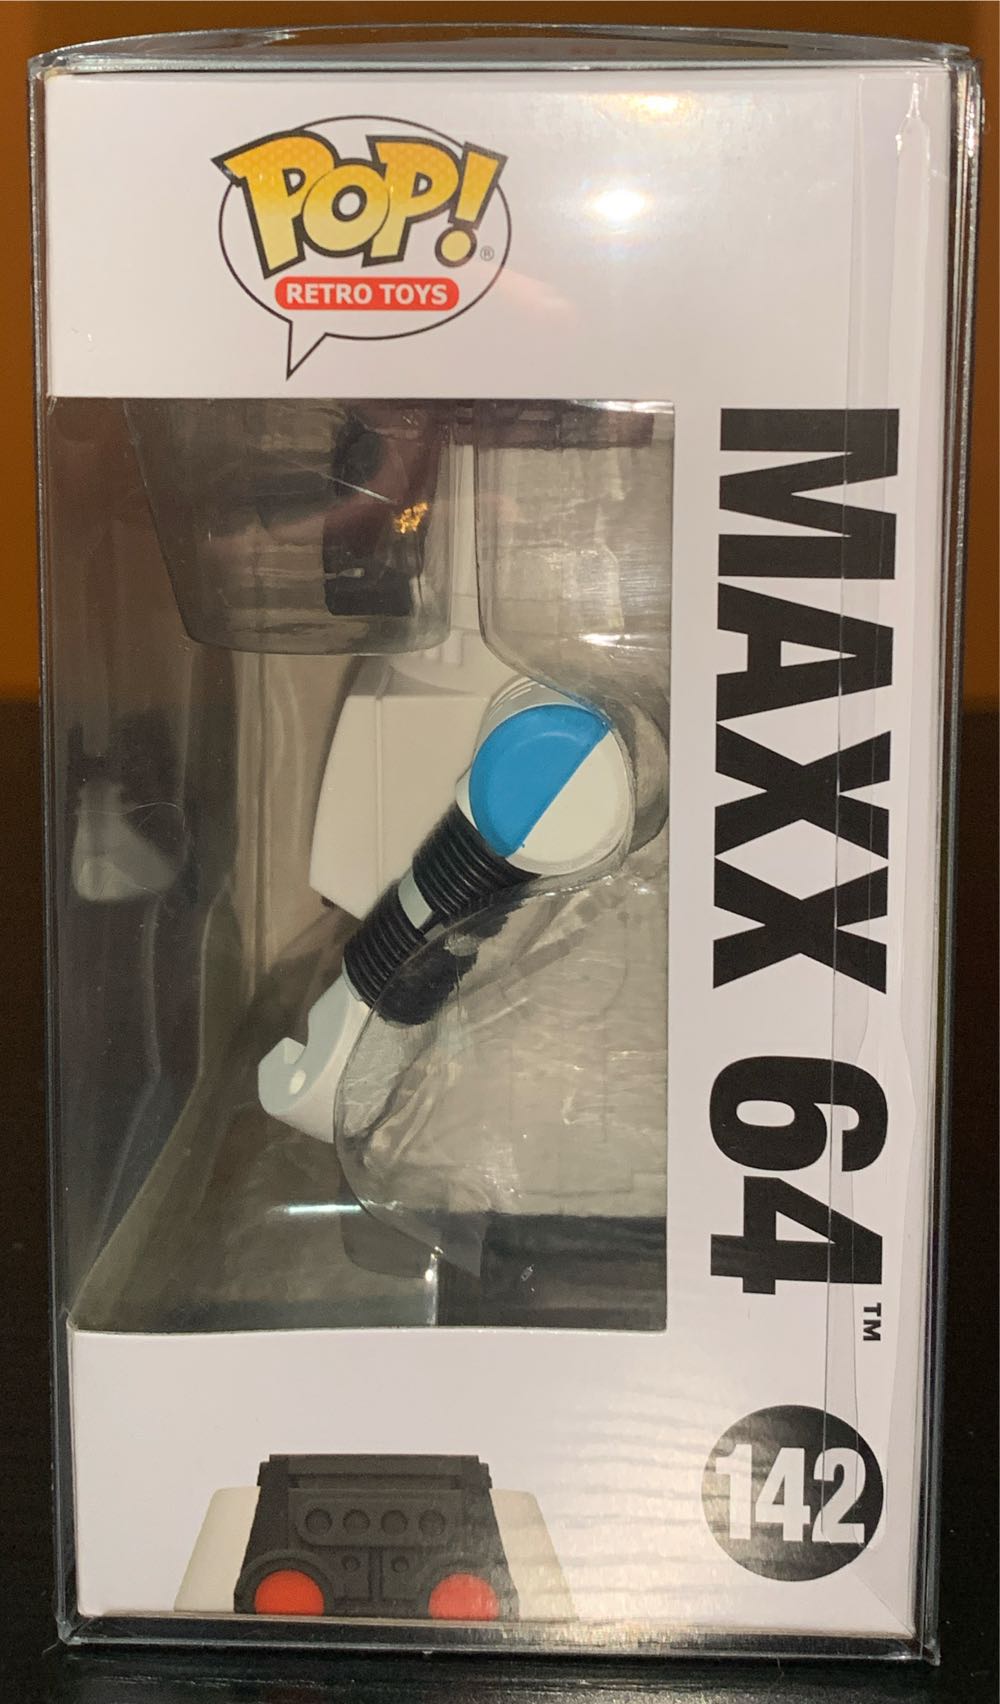 POP!®
RETRO TOYS
MAXX 64™
142